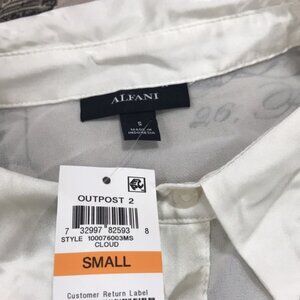 ALFANI
S
MADE IN
INDONESIA
OUTPOST 2
7 32997 82593 8
STYLE 100076003MS
CLOUD
SMALL
Customer Return Label